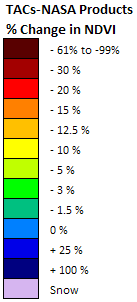 TACs-NASA Products
% Change in NDVI
- 61% to -99%
- 30 %
- 20 %
- 15 %
- 12.5 %
- 10 %
- 5 %
- 3 %
- 1.5 %
0 %
+ 25 %
+ 100 %
Snow